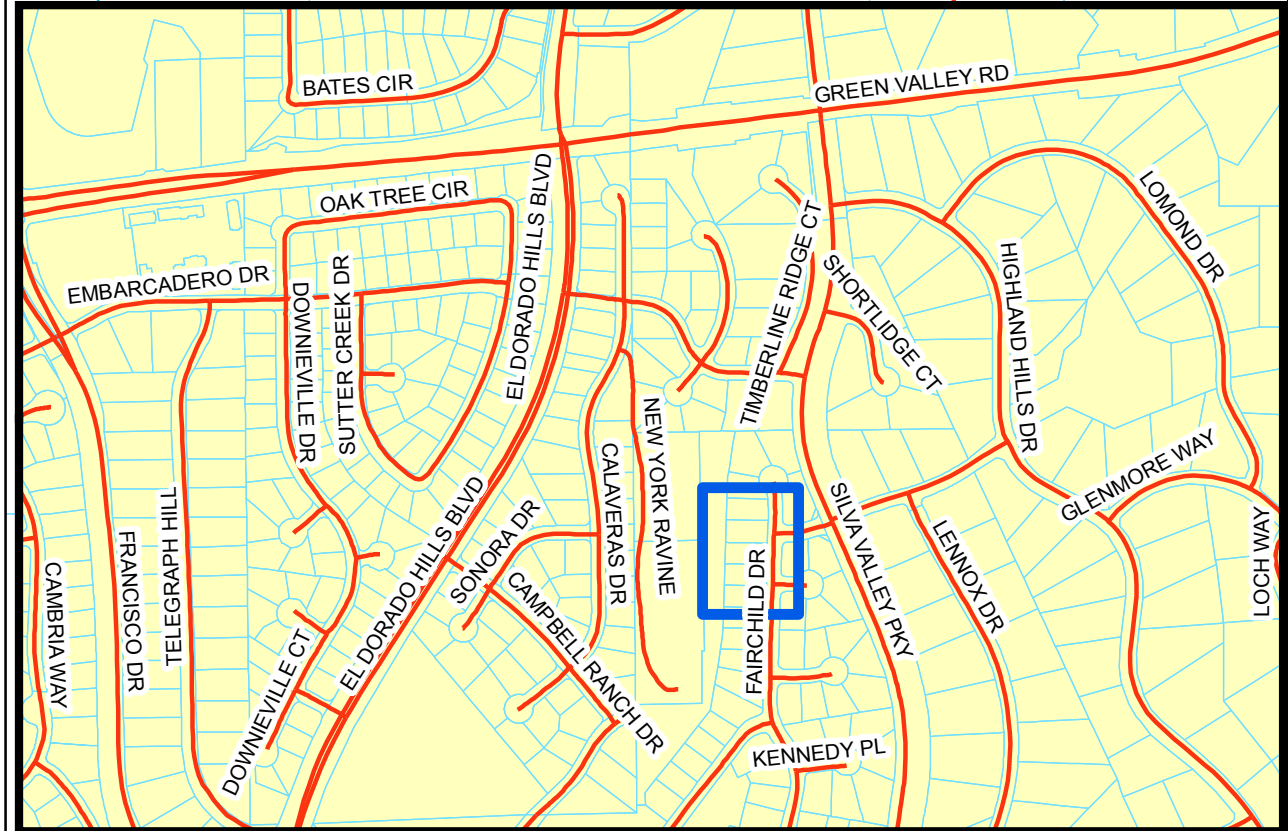 BATES CIR
GREEN VALLEY RD
OAK TREE CIR
EL DORADO HILLS BLVD
LOMOND DR
EMBARCADERO DR
DOWNIEVILLE DR
SUTTER CREEK DR
TIMBERLINE RIDGE CT
SHORTLIDGE CT
HIGHLAND HILLS DR
NEW YORK RAVINE
CALAVERAS DR
GLENMORE WAY
EL DORADO HILLS BLVD
SONORA DR
SILVA VALLEY PKY
LENNOX DR
LOCH WAY
CAMBRIA WAY
FRANCISCO DR
TELEGRAPH HILL
CAMPBELL RANCH DR
FAIRCHILD DR
DOWNIEVILLE CT
KENNEDY PL